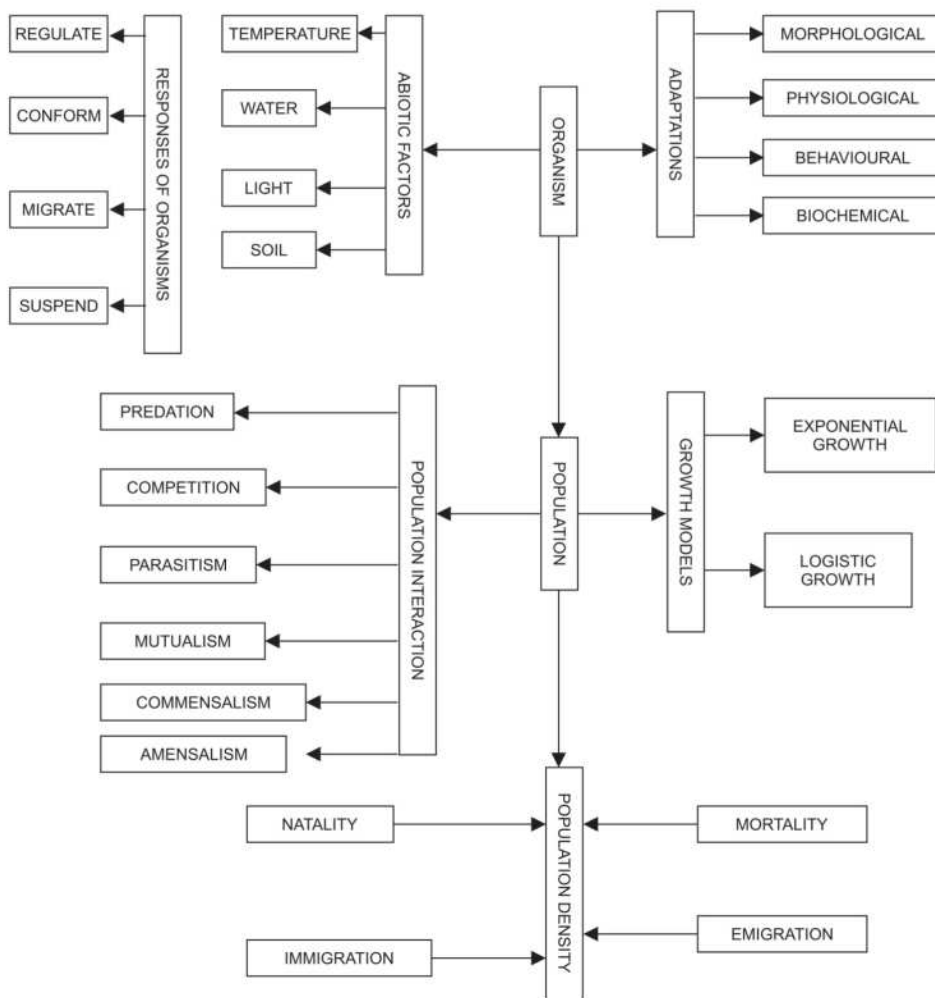 REGULATE
CONFORM
MIGRATE
SUSPEND
RESPONSES OF ORGANISMS
TEMPERATURE
WATER
LIGHT
SOIL
ABIOTIC FACTORS
ORGANISM
ADAPTATIONS
MORPHOLOGICAL
PHYSIOLOGICAL
BEHAVIOURAL
BIOCHEMICAL
PREDATION
COMPETITION
PARASITISM
MUTUALISM
COMMENSALISM
AMENSALISM
POPULATION INTERACTION
POPULATION
GROWTH MODELS
EXPONENTIAL
GROWTH
LOGISTIC
GROWTH
NATALITY
IMMIGRATION
POPULATION DENSITY
MORTALITY
EMIGRATION